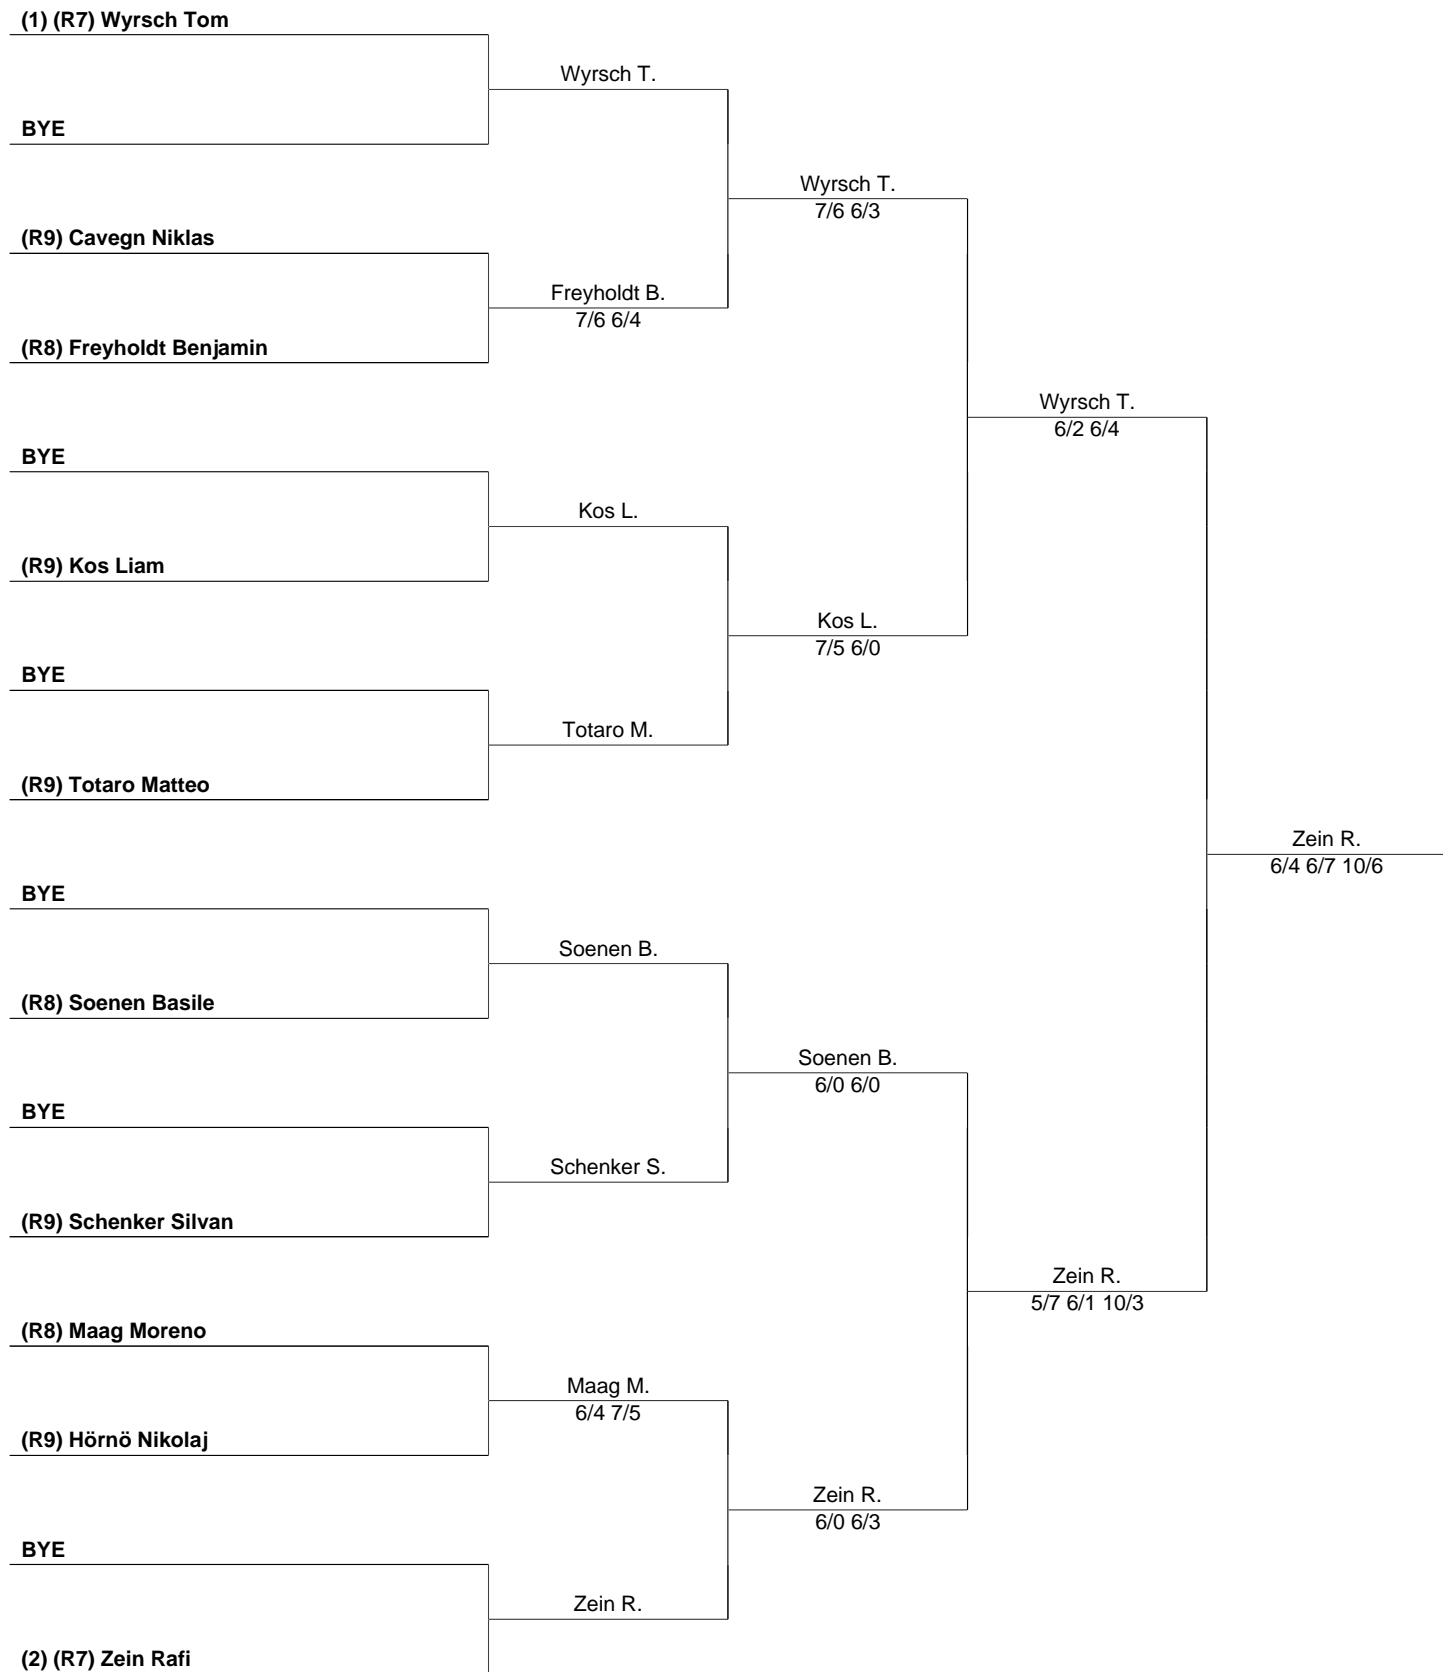 (1) (R7) Wyrsch Tom
Wyrsch T.
BYE
Wyrsch T.
7/6 6/3
(R9) Cavegn Niklas
Freyholdt B.
7/6 6/4
(R8) Freyholdt Benjamin
Wyrsch T.
6/2 6/4
BYE
Kos L.
(R9) Kos Liam
Kos L.
7/5 6/0
BYE
Totaro M.
(R9) Totaro Matteo
Zein R.
6/4 6/7 10/6
BYE
Soenen B.
(R8) Soenen Basile
Soenen B.
6/0 6/0
BYE
Schenker S.
(R9) Schenker Silvan
Zein R.
5/7 6/1 10/3
(R8) Maag Moreno
Maag M.
6/4 7/5
(R9) Hörnö Nikolaj
Zein R.
6/0 6/3
BYE
Zein R.
(2) (R7) Zein Rafi